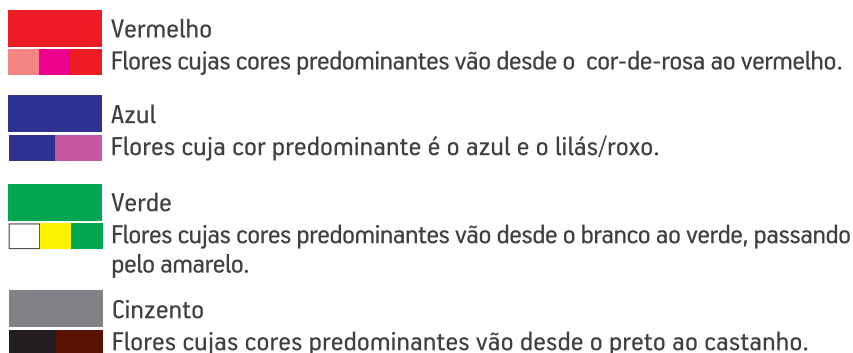 Vermelho
Flores cujas cores predominantes vão desde o cor-de-rosa ao vermelho.
Azul
Flores cuja cor predominante é o azul e o lilás/roxo.
Verde
Flores cujas cores predominantes vão desde o branco ao verde, passando
pelo amarelo.
Cinzento
Flores cujas cores predominantes vão desde o preto ao castanho.